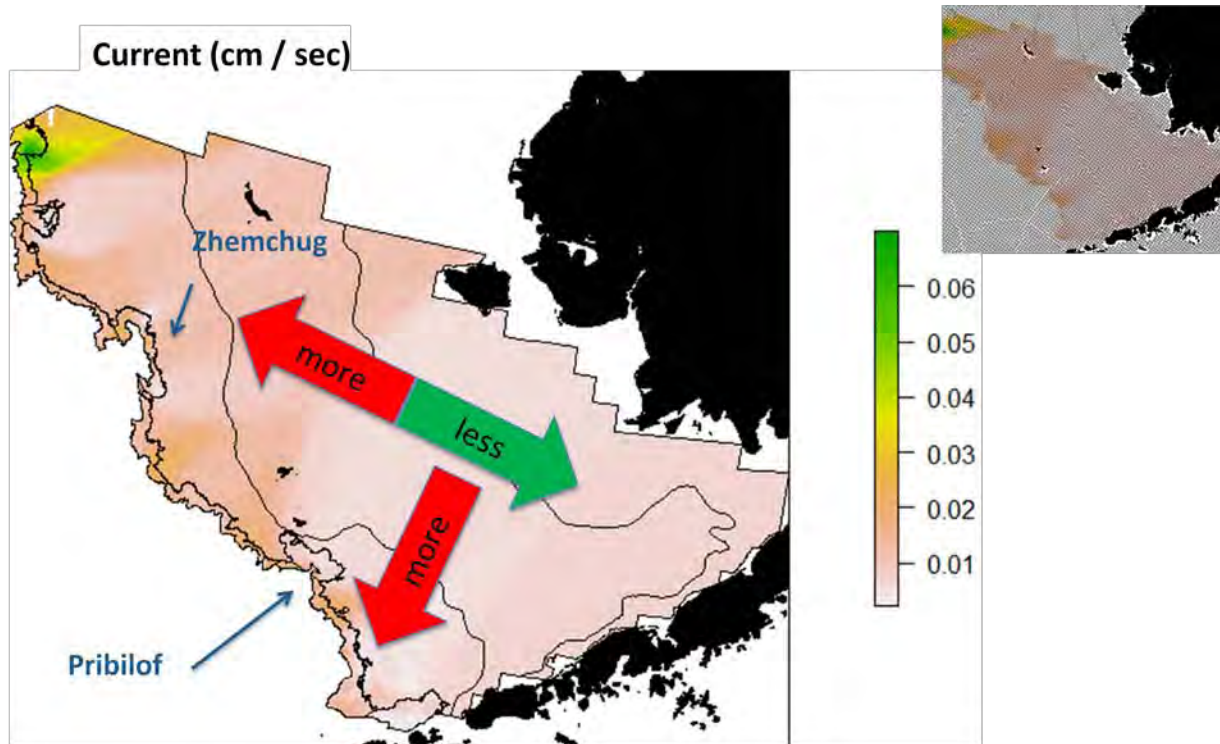 Current (cm / sec)
Zhemchug
more
less
more
Pribilof
0.06
0.05
0.04
0.03
0.02
0.01